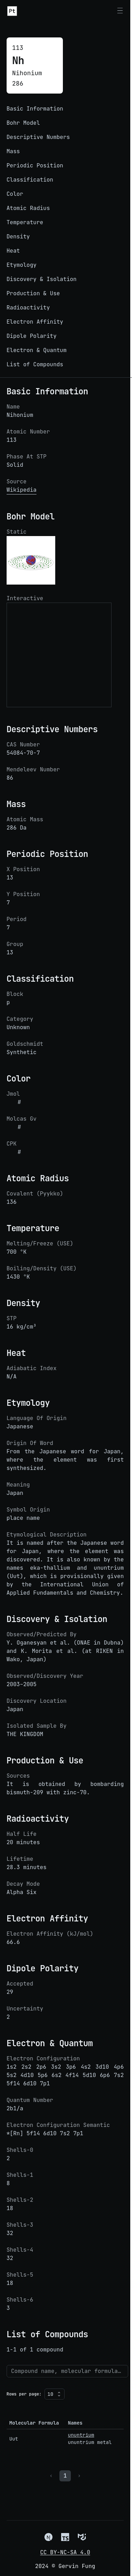 Pt
113
Nh
Nihonium
286
Basic Information
Bohr Model
Descriptive Numbers
Mass
Periodic Position
Classification
Color
Atomic Radius
Temperature
Density
Heat
Etymology
Discovery & Isolation
Production & Use
Radioactivity
Electron Affinity
Dipole Polarity
Electron & Quantum
List of Compounds
Basic Information
Name
Nihonium
Atomic Number
113
Phase At STP
Solid
Source
Wikipedia
Bohr Model
Static
Interactive
Descriptive Numbers
CAS Number
54084-70-7
Mendeleev Number
86
Mass
Atomic Mass
286 Da
Periodic Position
X Position
13
Y Position
7
Period
7
Group
13
Classification
Block
p
Category
Unknown
Goldschmidt
Synthetic
Color
Jmol
#
Molcas Gv
#
CPK
#
Atomic Radius
Covalent (Pyykko)
136
Temperature
Melting/Freeze (USE)
700 °K
Boiling/Density (USE)
1430 °K
Density
STP
16 kg/cm³
Heat
Adiabatic Index
N/A
Etymology
Language Of Origin
Japanese
Origin Of Word
From the Japanese word for Japan,
where the element was first
synthesized.
Meaning
Japan
Symbol Origin
place name
Etymological Description
It is named after the Japanese word
for Japan, where the element was
discovered. It is also known by the
names eka-thallium and ununtrium
(Uut), which is provisionally given
by the International Union of
Applied Fundamentals and Chemistry.
Discovery & Isolation
Observed/Predicted By
Y. Oganesyan et al. (ONAE in Dubna)
and K. Morita et al. (at RIKEN in
Wako, Japan)
Observed/Discovery Year
2003-2005
Discovery Location
Japan
Isolated Sample By
THE KINGDOM
Production & Use
Sources
It is obtained by bombarding
bismuth-209 with zinc-70.
Radioactivity
Half Life
20 minutes
Lifetime
28.3 minutes
Decay Mode
Alpha Six
Electron Affinity
Electron Affinity (kJ/mol)
66.6
Dipole Polarity
Accepted
29
Uncertainty
2
Electron & Quantum
Electron Configuration
1s2 2s2 2p6 3s2 3p6 4s2 3d10 4p6
5s2 4d10 5p6 6s2 4f14 5d10 6p6 7s2
5f14 6d10 7p1
Quantum Number
2b1/a
Electron Configuration Semantic
*[Rn] 5f14 6d10 7s2 7p1
Shells-0
2
Shells-1
8
Shells-2
18
Shells-3
32
Shells-4
32
Shells-5
18
Shells-6
3
List of Compounds
1-1 of 1 compound
Compound name, molecular formula…
Rows per page: 10
Molecular Formula Names
Uut ununtrium
ununtrium metal
‹ 1 ›
CC BY-NC-SA 4.0
2024 © Gervin Fung